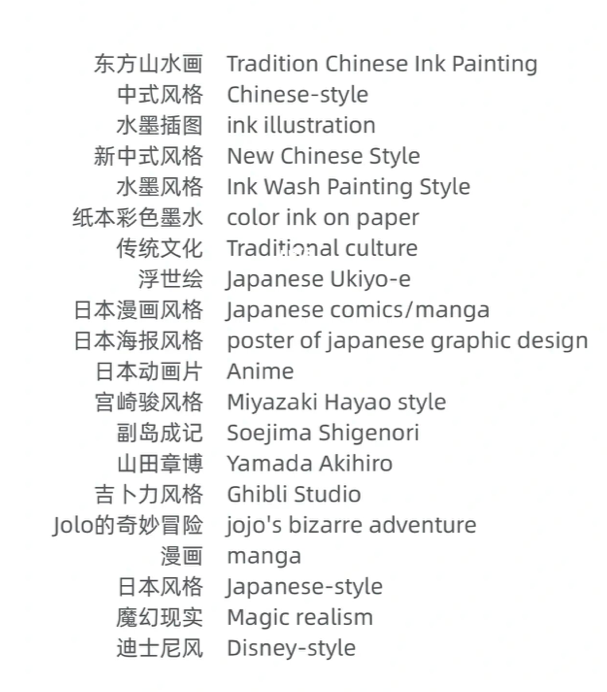 东方山水画 Tradition Chinese Ink Painting
中式风格 Chinese-style
水墨插图 ink illustration
新中式风格 New Chinese Style
水墨风格 Ink Wash Painting Style
纸本彩色墨水 color ink on paper
传统文化 Traditional culture
浮世绘 Japanese Ukiyo-e
日本漫画风格 Japanese comics/manga
日本海报风格 poster of japanese graphic design
日本动画片 Anime
宫崎骏风格 Miyazaki Hayao style
副岛成记 Soejima Shigenori
山田章博 Yamada Akihiro
吉卜力风格 Ghibli Studio
Jolo的奇妙冒险 jojo's bizarre adventure
漫画 manga
日本风格 Japanese-style
魔幻现实 Magic realism
迪士尼风 Disney-style